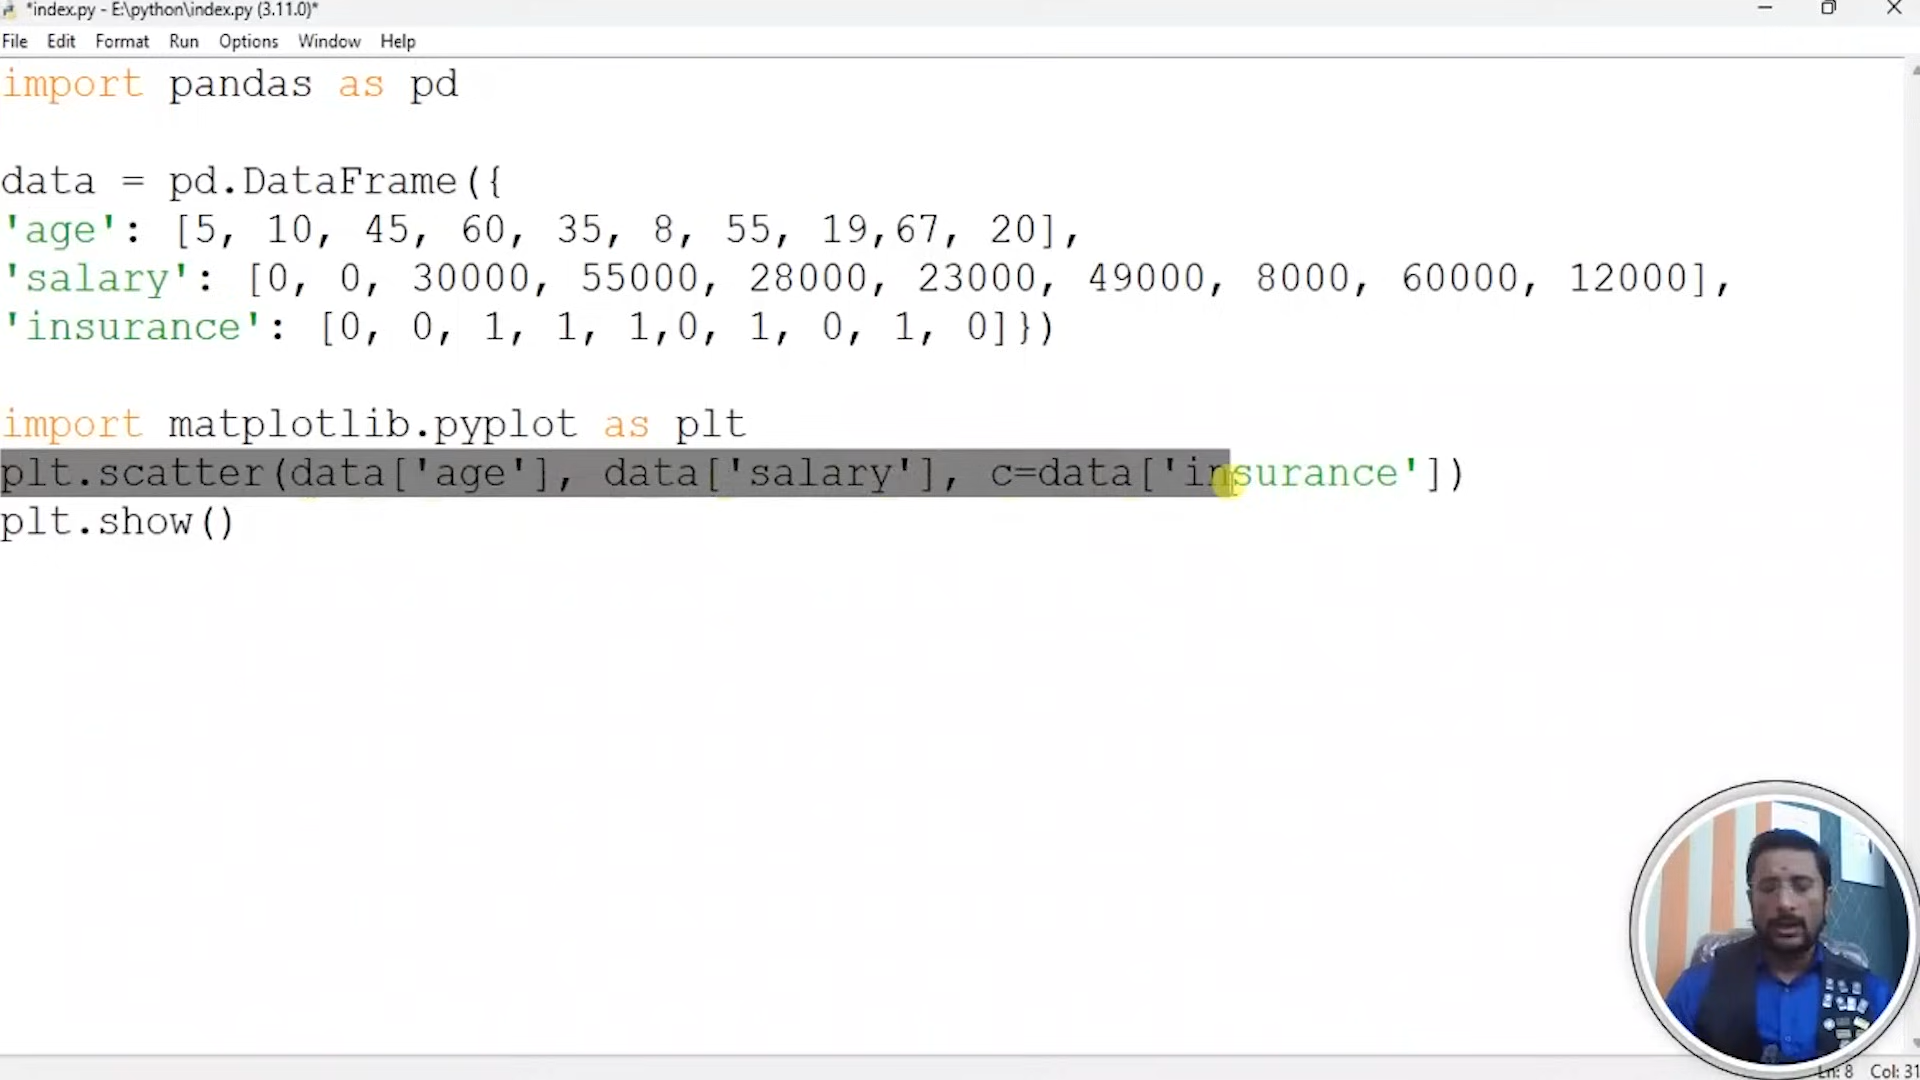 *index.py - E:\python\index.py (3.11.0)*
File Edit Format Run Options Window Help
import pandas as pd
data = pd.DataFrame({
'age': [5, 10, 45, 60, 35, 8, 55, 19,67, 20],
'salary': [0, 0, 30000, 55000, 28000, 23000, 49000, 8000, 60000, 12000],
'insurance': [0, 0, 1, 1, 1,0, 1, 0, 1, 0]})
import matplotlib.pyplot as plt
plt.scatter(data['age'], data['salary'], c=data['insurance'])
plt.show()
Ln: 8 Col: 31